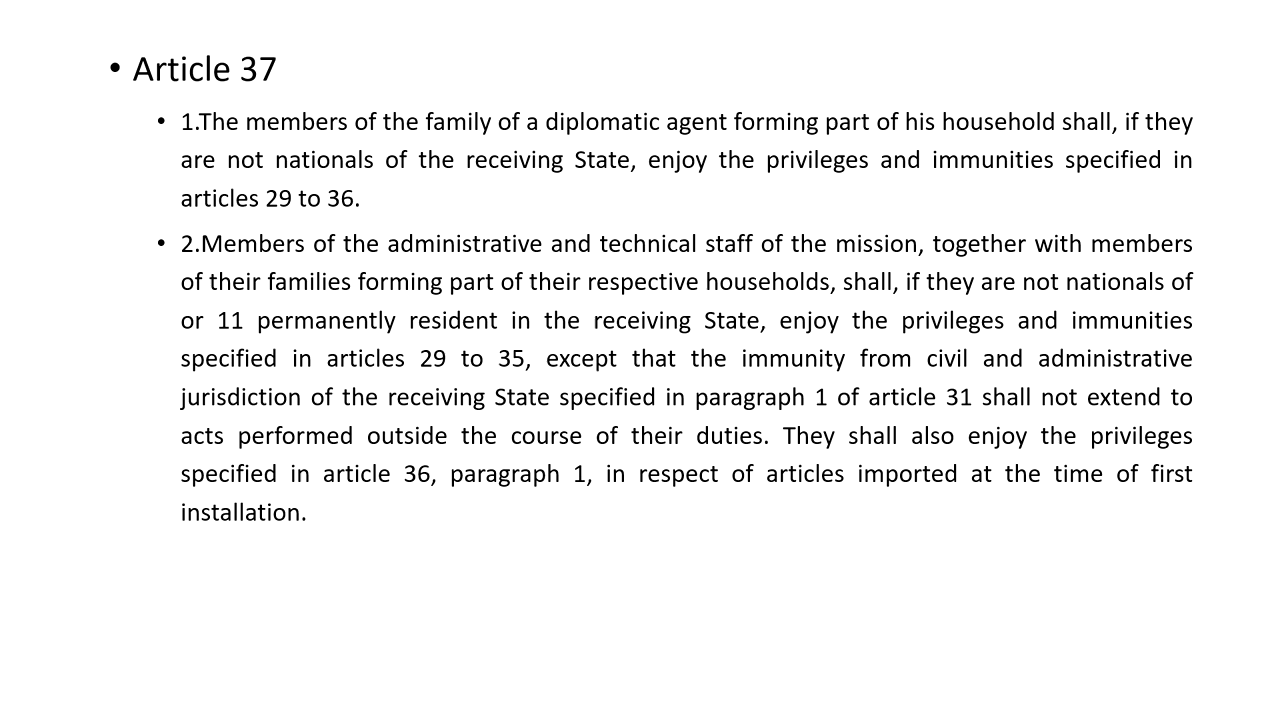 • Article 37
• 1.The members of the family of a diplomatic agent forming part of his household shall, if they
are not nationals of the receiving State, enjoy the privileges and immunities specified in
articles 29 to 36.
• 2.Members of the administrative and technical staff of the mission, together with members
of their families forming part of their respective households, shall, if they are not nationals of
or 11 permanently resident in the receiving State, enjoy the privileges and immunities
specified in articles 29 to 35, except that the immunity from civil and administrative
jurisdiction of the receiving State specified in paragraph 1 of article 31 shall not extend to
acts performed outside the course of their duties. They shall also enjoy the privileges
specified in article 36, paragraph 1, in respect of articles imported at the time of first
installation.